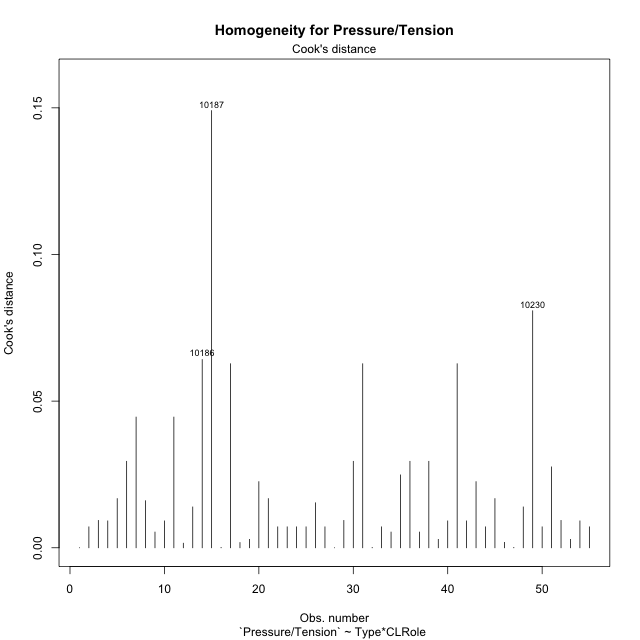 Homogeneity for Pressure/Tension
Cook's distance
0.15
0.10
0.05
0.00
Cook's distance
10187
10186
10230
0 10 20 30 40 50
Obs. number
`Pressure/Tension` ~ Type*CLRole